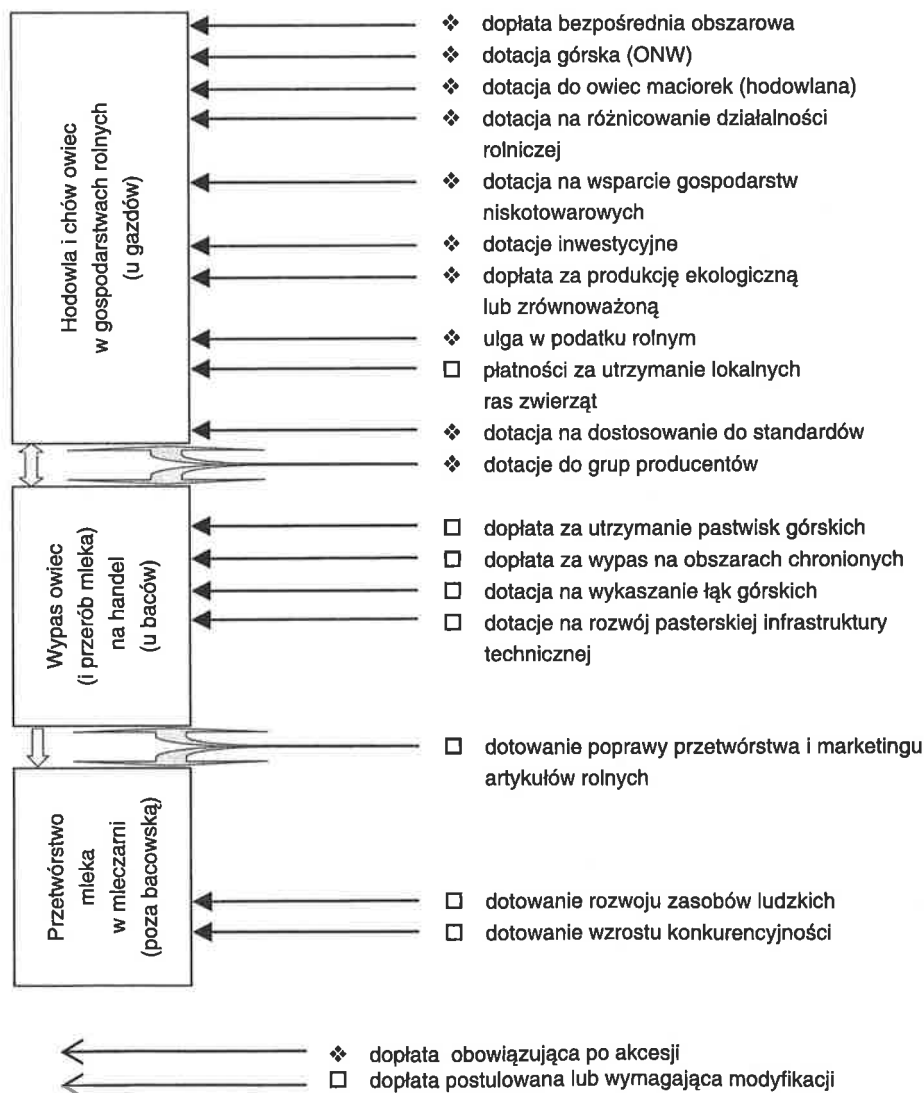 Hodowla i chów owiec
w gospodarstwach rolnych
(u gazdów)
❖ dopłata bezpośrednia obszarowa
❖ dotacja górska (ONW)
❖ dotacja do owiec maciorek (hodowlana)
❖ dotacja na różnicowanie działalności
rolniczej
❖ dotacja na wsparcie gospodarstw
niskotowarowych
❖ dotacje inwestycyjne
❖ dopłata za produkcję ekologiczną
lub zrównoważoną
❖ ulga w podatku rolnym
☐ płatności za utrzymanie lokalnych
ras zwierząt
❖ dotacja na dostosowanie do standardów
❖ dotacje do grup producentów
Wypas owiec
(i przerób mleka)
na handel
(u baców)
☐ dopłata za utrzymanie pastwisk górskich
☐ dopłata za wypas na obszarach chronionych
☐ dotacja na wykaszanie łąk górskich
☐ dotacje na rozwój pasterskiej infrastruktury
technicznej
☐ dotowanie poprawy przetwórstwa i marketingu
artykułów rolnych
Przetwórstwo
mleka
w mleczarni
(poza bacowską)
☐ dotowanie rozwoju zasobów ludzkich
☐ dotowanie wzrostu konkurencyjności
❖ dopłata obowiązująca po akcesji
☐ dopłata postulowana lub wymagająca modyfikacji